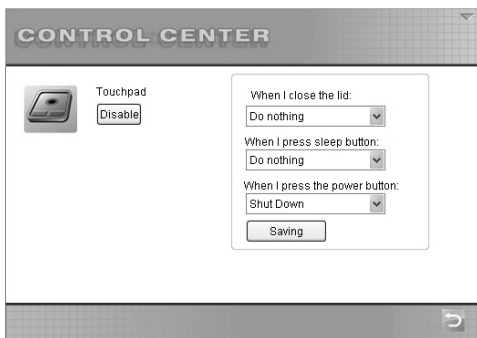 CONTROL CENTER
Touchpad
Disable
When I close the lid:
Do nothing
When I press sleep button:
Do nothing
When I press the power button:
Shut Down
Saving